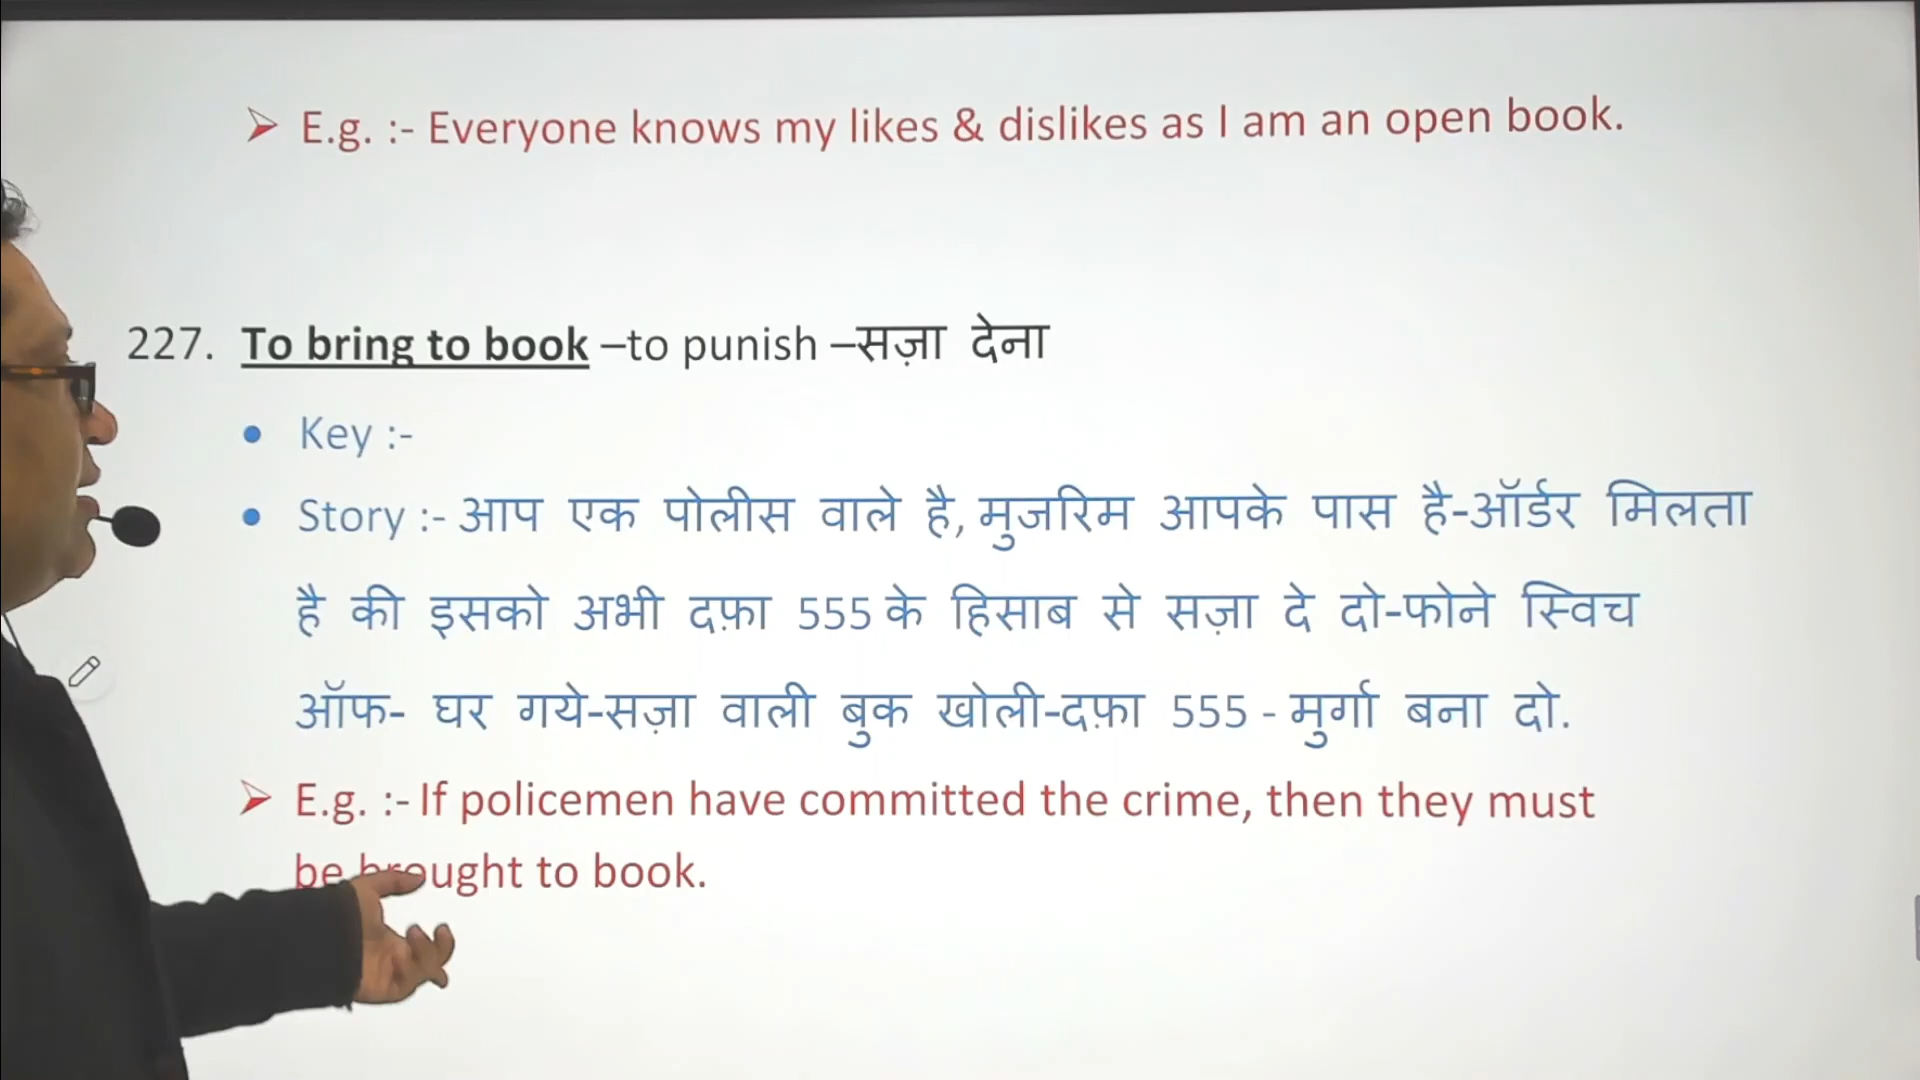 ➢ E.g. :- Everyone knows my likes & dislikes as I am an open book.
227. To bring to book –to punish –सज़ा देना
• Key :-
• Story :- आप एक पोलीस वाले है, मुजरिम आपके पास है-ऑर्डर मिलता
है की इसको अभी दफ़ा 555 के हिसाब से सज़ा दे दो-फोने स्विच
ऑफ- घर गये-सज़ा वाली बुक खोली-दफ़ा 555 - मुर्गा बना दो.
➢ E.g. :- If policemen have committed the crime, then they must
be brought to book.